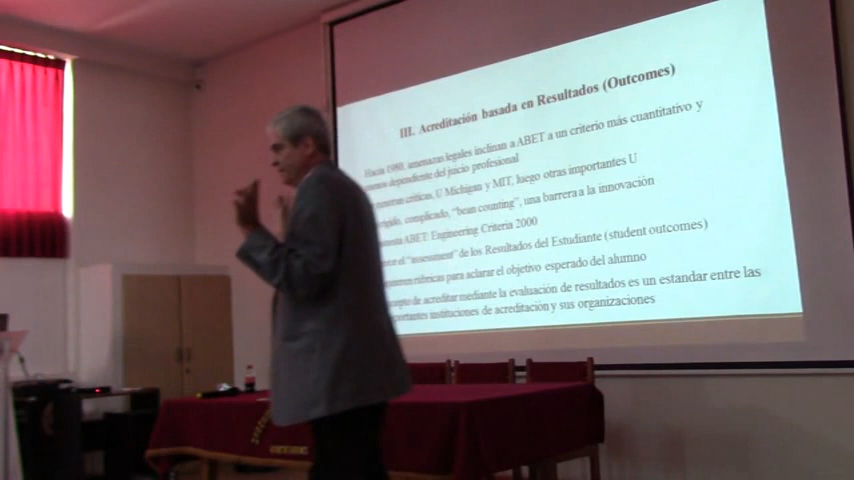 III. Acreditación basada en Resultados (Outcomes)
Hacia 1980, amenazas legales inclinan a ABET a un criterio más cuantitativo y
menos dependiente del juicio profesional
críticas, U Michigan y MIT, luego otras importantes U
rígido, complicado, "bean counting", una barrera a la innovación
ABET: Engineering Criteria 2000
el "assessment" de los Resultados del Estudiante (student outcomes)
rúbricas para aclarar el objetivo esperado del alumno
de acreditar mediante la evaluación de resultados es un estandar entre las
instituciones de acreditación y sus organizaciones